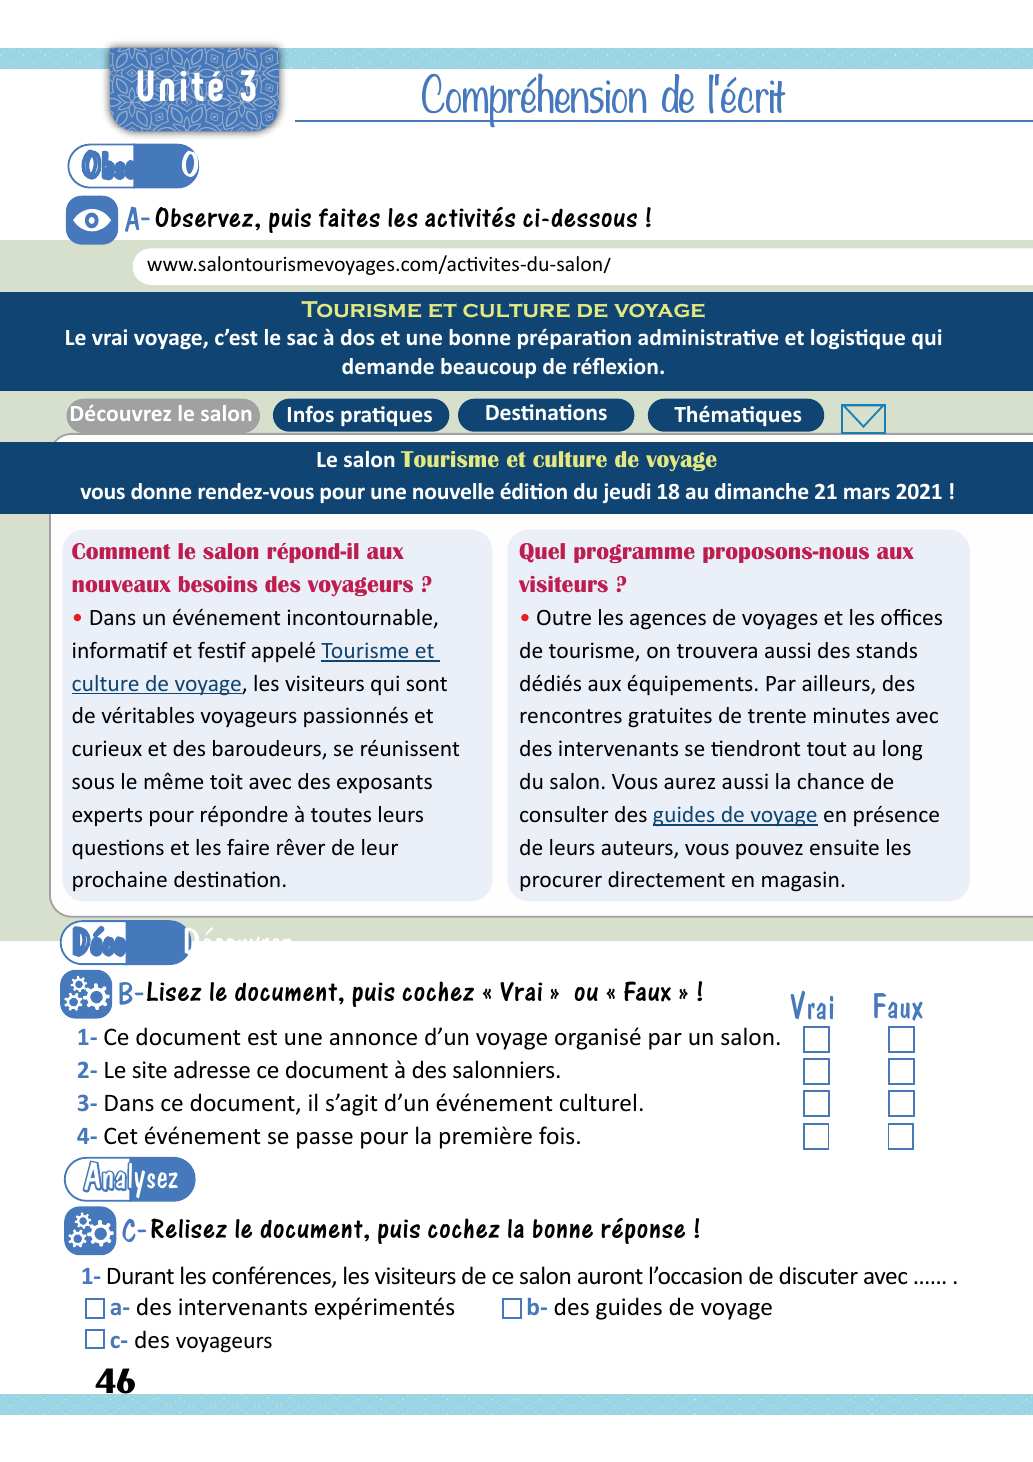 Unité 3
Compréhension de l'écrit
Obse O
A- Observez, puis faites les activités ci-dessous !
www.salontourismevoyages.com/activites-du-salon/
TOURISME ET CULTURE DE VOYAGE
Le vrai voyage, c'est le sac à dos et une bonne préparation administrative et logistique qui
demande beaucoup de réflexion.
Découvrez le salon Infos pratiques Destinations Thématiques
Le salon Tourisme et culture de voyage
vous donne rendez-vous pour une nouvelle édition du jeudi 18 au dimanche 21 mars 2021 !
Comment le salon répond-il aux
nouveaux besoins des voyageurs ?
• Dans un événement incontournable,
informatif et festif appelé Tourisme et
culture de voyage, les visiteurs qui sont
de véritables voyageurs passionnés et
curieux et des baroudeurs, se réunissent
sous le même toit avec des exposants
experts pour répondre à toutes leurs
questions et les faire rêver de leur
prochaine destination.
Quel programme proposons-nous aux
visiteurs ?
• Outre les agences de voyages et les offices
de tourisme, on trouvera aussi des stands
dédiés aux équipements. Par ailleurs, des
rencontres gratuites de trente minutes avec
des intervenants se tiendront tout au long
du salon. Vous aurez aussi la chance de
consulter des guides de voyage en présence
de leurs auteurs, vous pouvez ensuite les
procurer directement en magasin.
Déco Découvrez
B- Lisez le document, puis cochez « Vrai » ou « Faux » !
Vrai Faux
1- Ce document est une annonce d'un voyage organisé par un salon.
2- Le site adresse ce document à des salonniers.
3- Dans ce document, il s'agit d'un événement culturel.
4- Cet événement se passe pour la première fois.
Analysez
C- Relisez le document, puis cochez la bonne réponse !
1- Durant les conférences, les visiteurs de ce salon auront l'occasion de discuter avec ...... .
a- des intervenants expérimentés b- des guides de voyage
c- des voyageurs
46